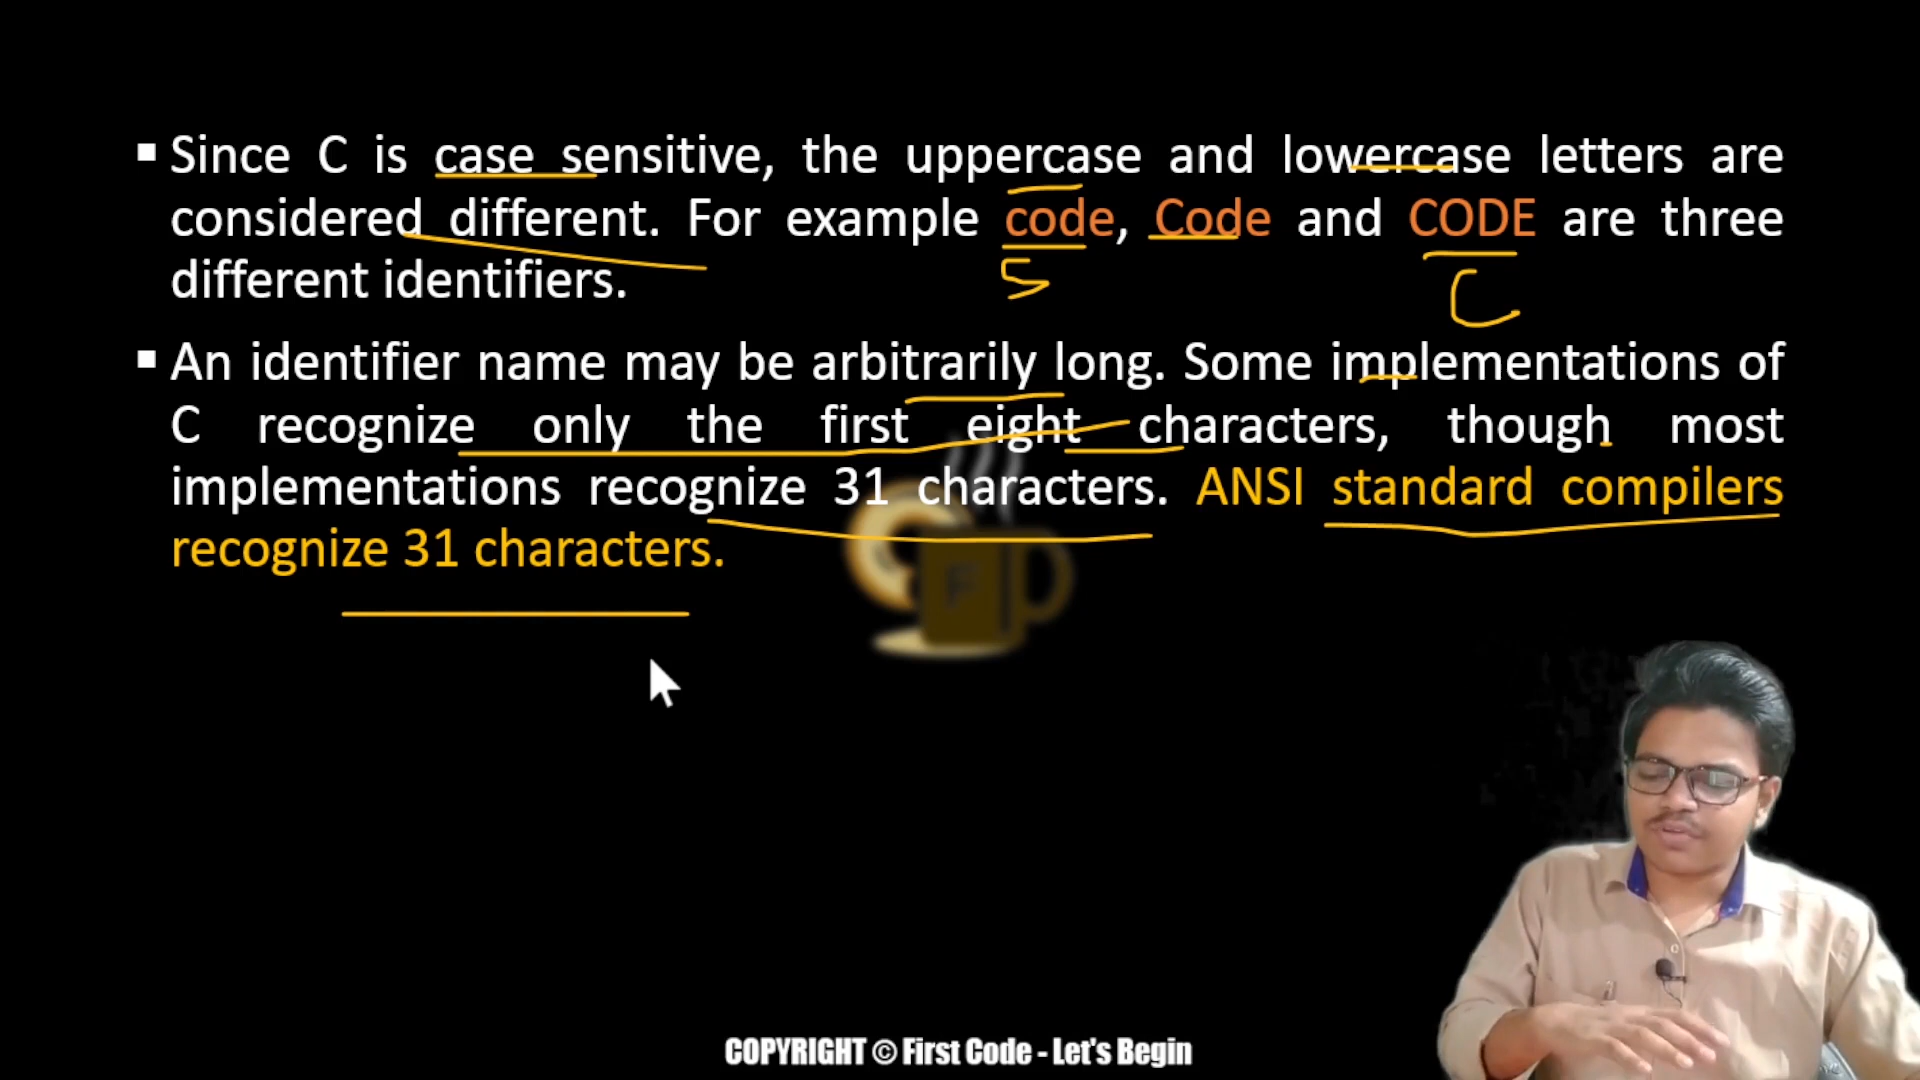 ▪ Since C is case sensitive, the uppercase and lowercase letters are
considered different. For example code, Code and CODE are three
different identifiers.
▪ An identifier name may be arbitrarily long. Some implementations of
C recognize only the first eight characters, though most
implementations recognize 31 characters. ANSI standard compilers
recognize 31 characters.
F
COPYRIGHT © First Code - Let's Begin